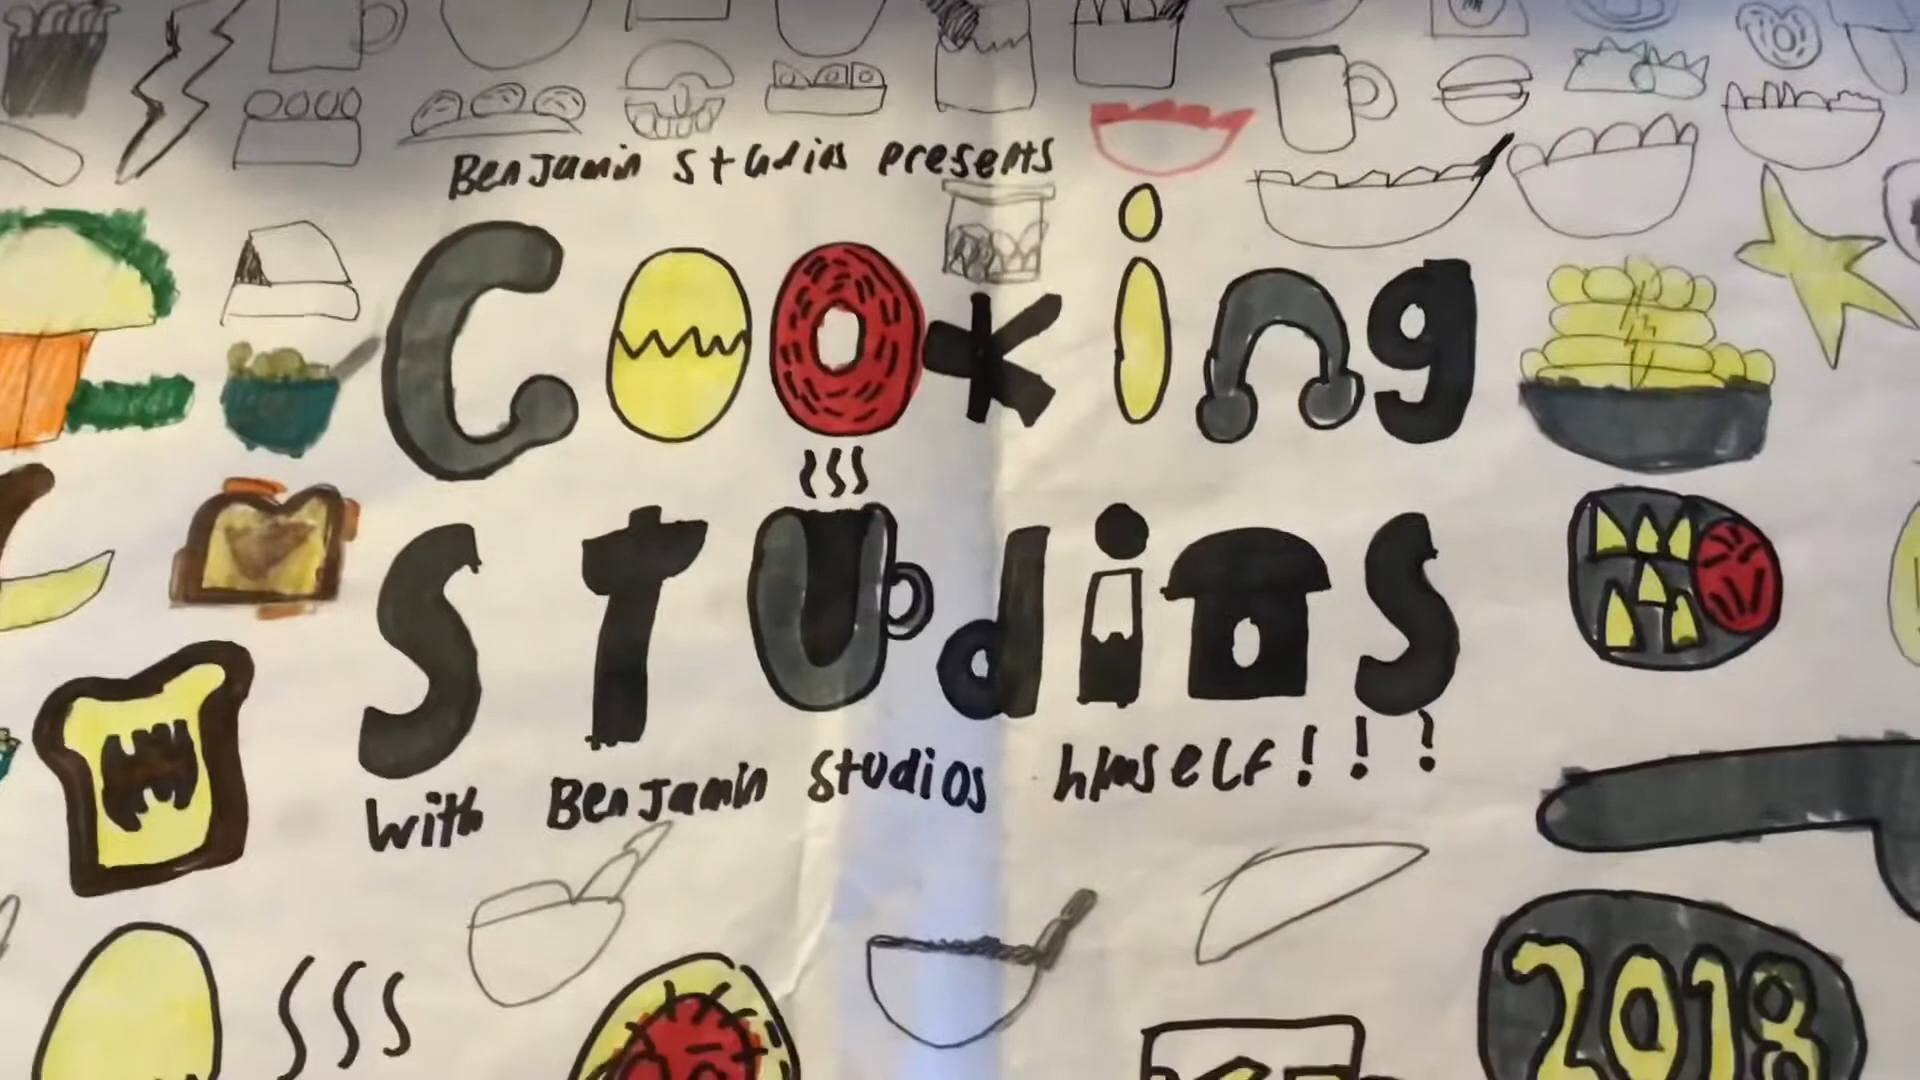 Benjamin studios presents
Cooking
studios
with Benjamin studios himself!!!
2018